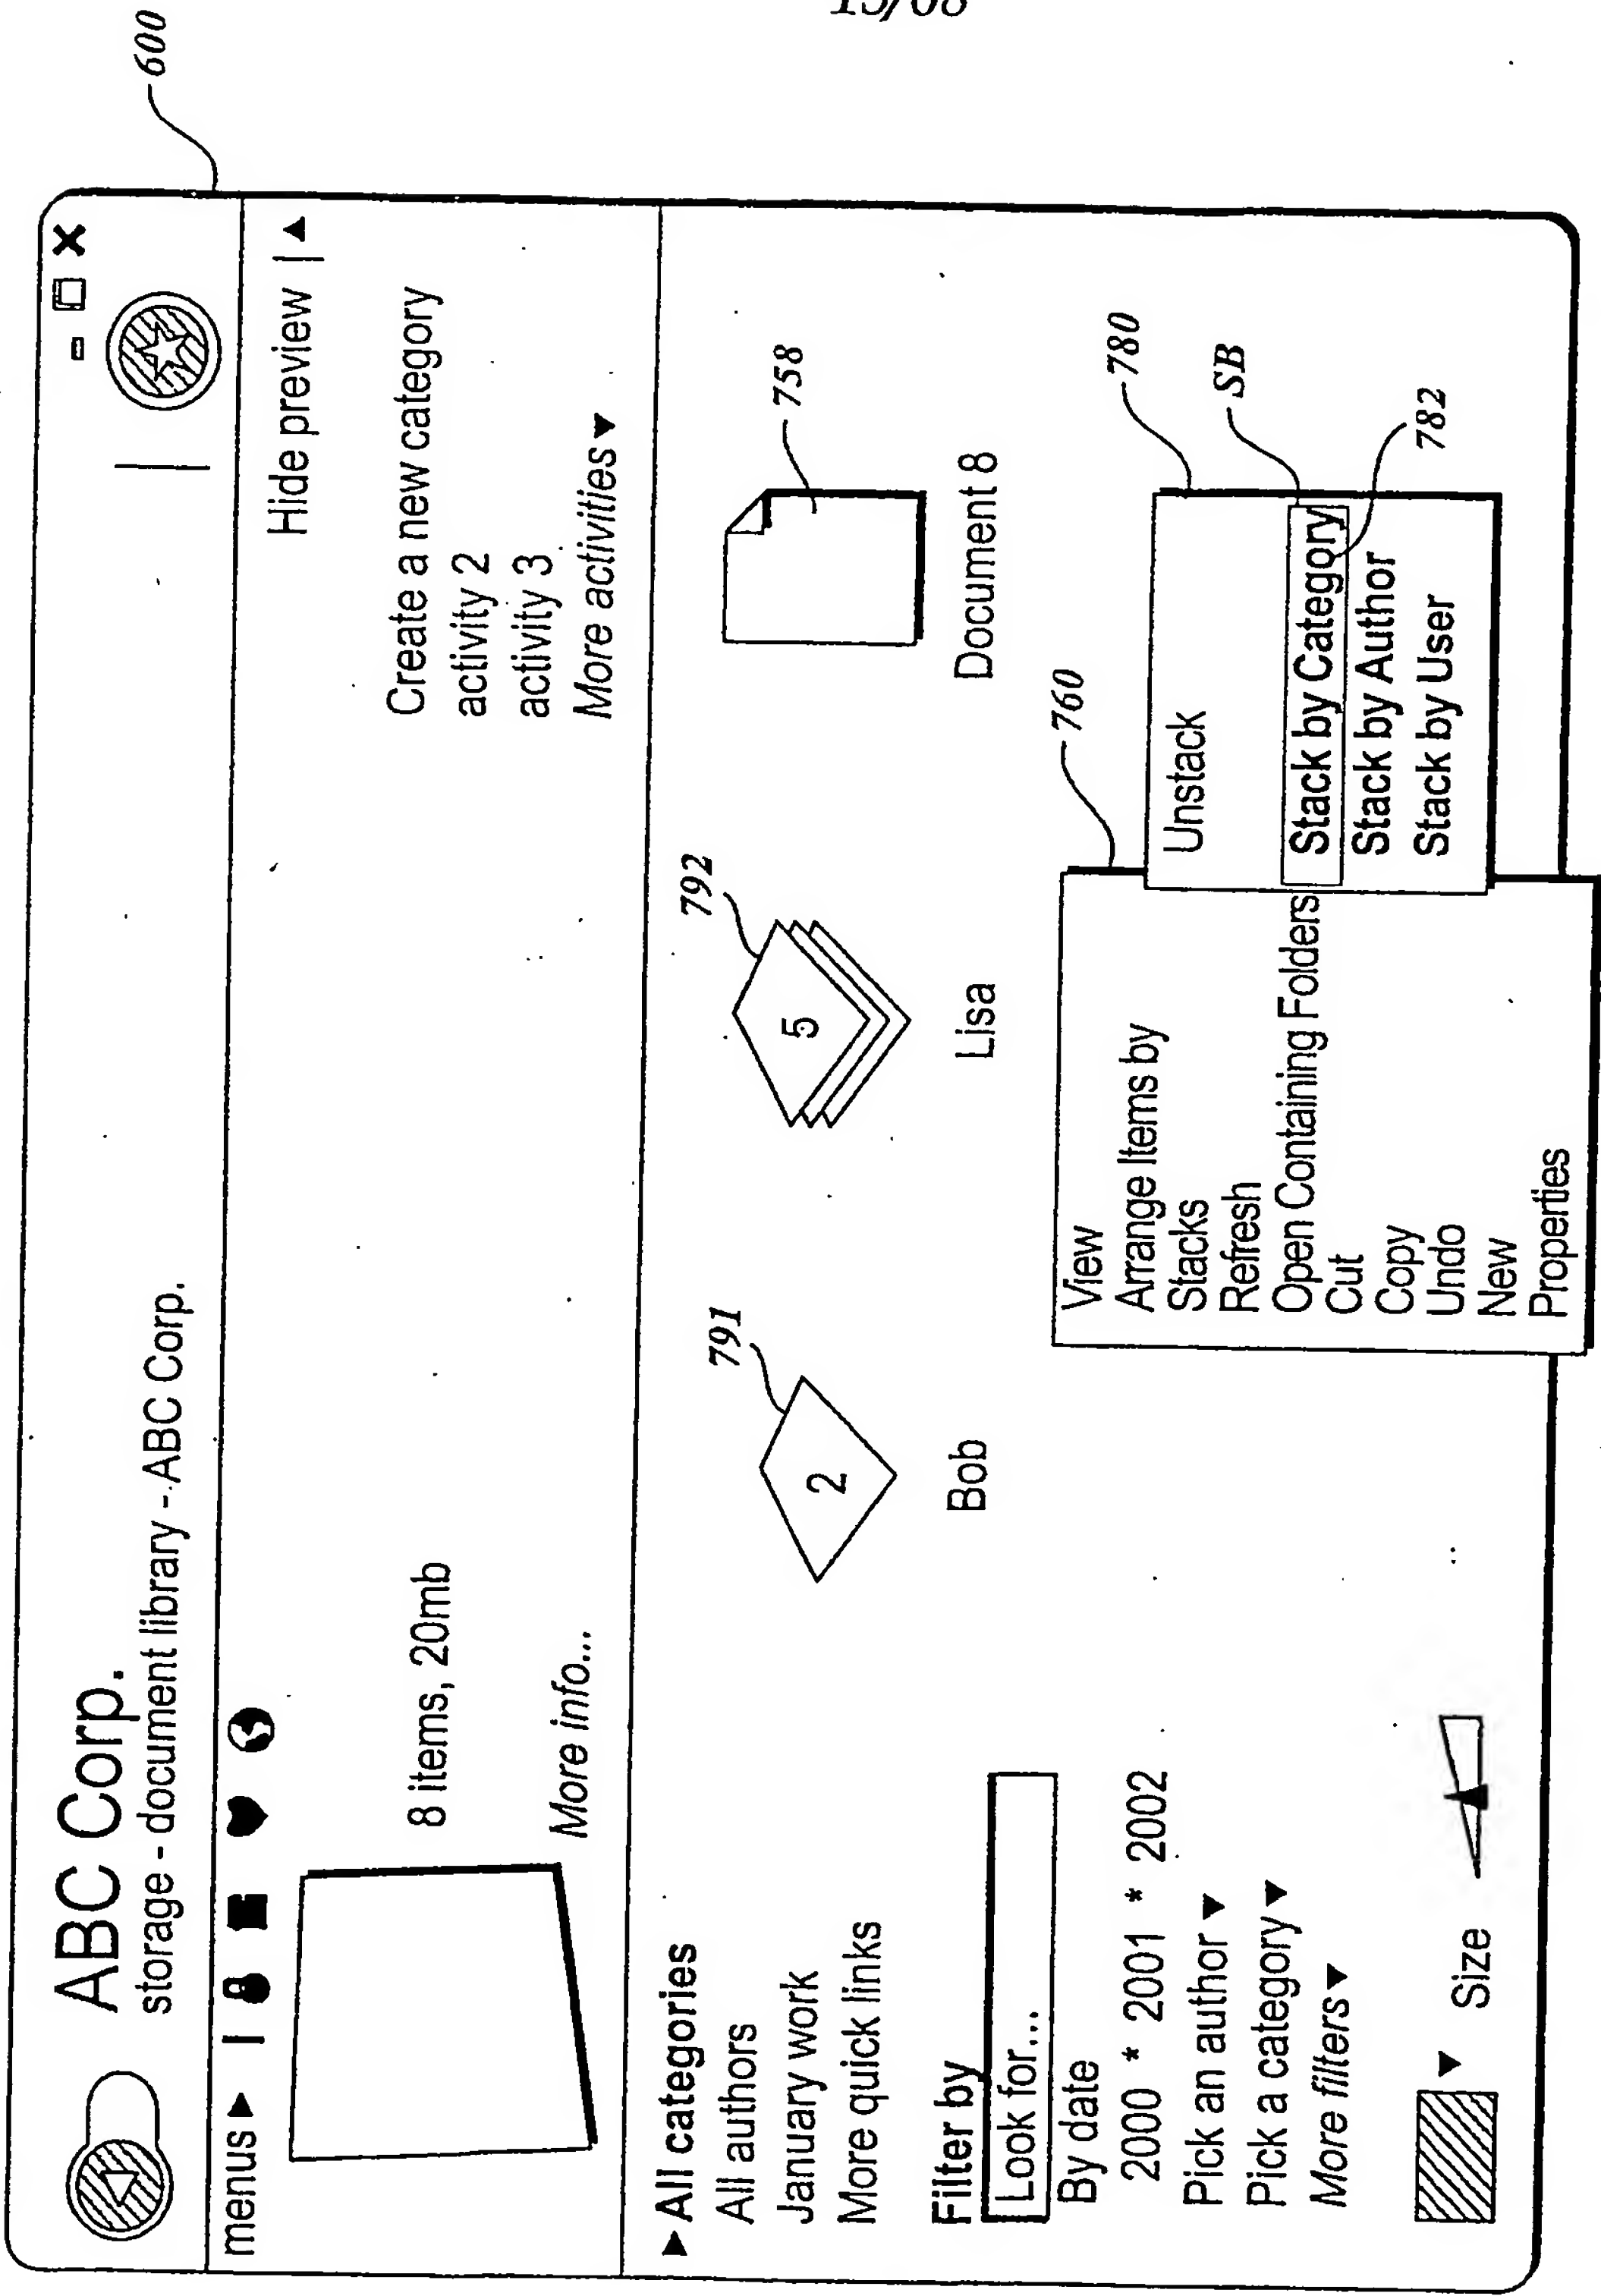 15/08
600
ABC Corp.
storage - document library - ABC Corp.
menus
Hide preview
8 items, 20mb
More info...
Create a new category
activity 2
activity 3
More activities
All categories
All authors
January work
More quick links
Filter by
Look for...
By date
2000 * 2001 * 2002
Pick an author
Pick a category
More filters
Size
791
2
Bob
792
5
Lisa
758
Document 8
760
View
Arrange Items by
Stacks
Refresh
Open Containing Folders
Cut
Copy
Undo
New
Properties
780
SB
782
Unstack
Stack by Category
Stack by Author
Stack by User